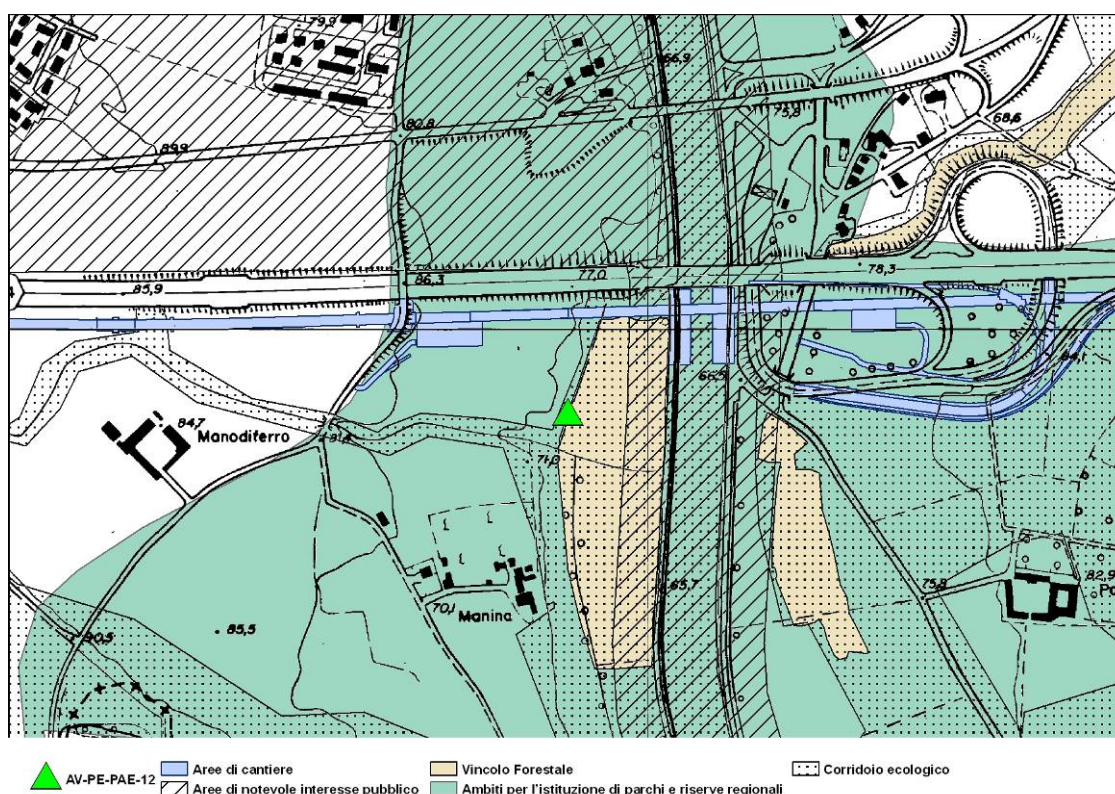 79,9
66,9
80,8
75,8
68,6
89,9
77,0
78,3
86,3
85,9
66,5
84,1
84,7
Manodiferro
71,0
65,7
75,8
82,9
70,1
Manina
85,5
90,5
AV-PE-PAE-12
Aree di cantiere
Vincolo Forestale
Corridoio ecologico
Aree di notevole interesse pubblico
Ambiti per l'istituzione di parchi e riserve regionali